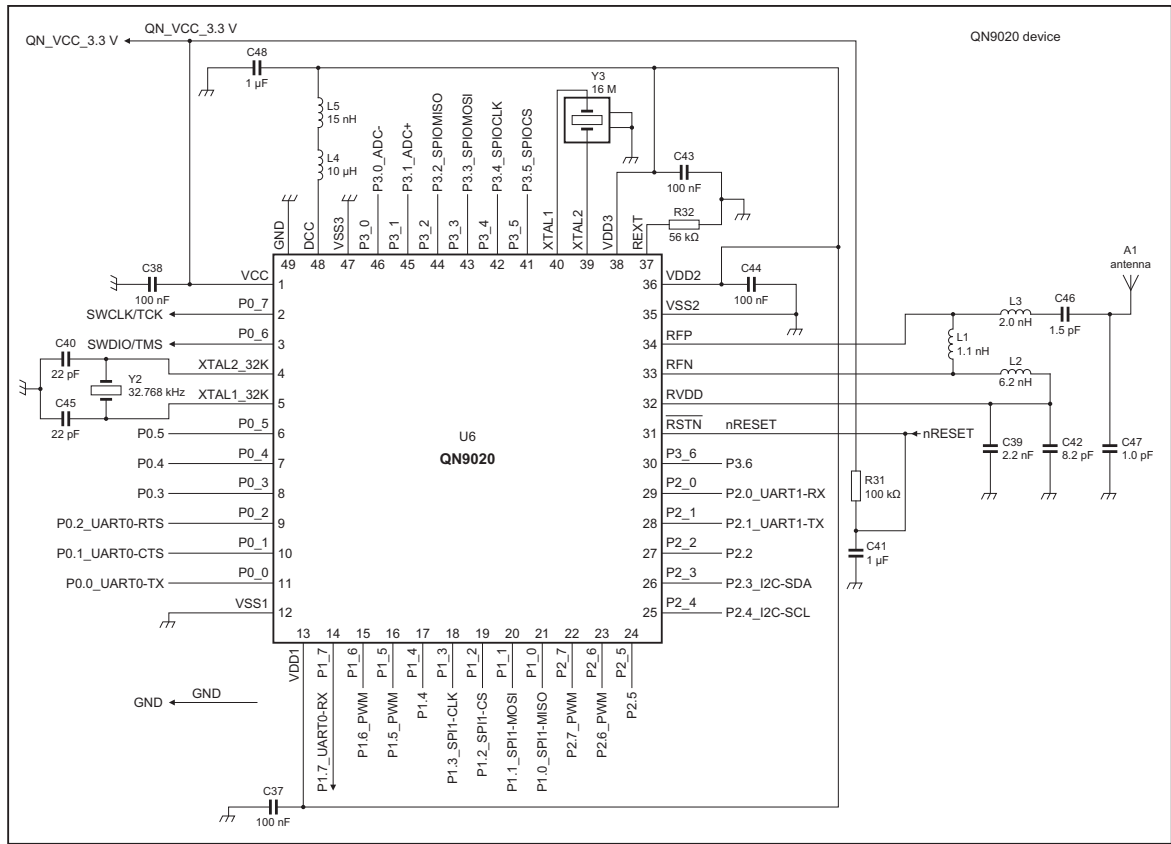 QN_VCC_3.3 V
QN_VCC_3.3 V
QN9020 device
C48
1 µF
Y3
16 M
L5
15 nH
L4
10 µH
P3.0_ADC-
P3.1_ADC+
P3.2_SPIOMISO
P3.3_SPIOMOSI
P3.4_SPIOCLK
P3.5_SPIOCS
C43
100 nF
R32
56 kΩ
GND
DCC
VSS3
P3_0
P3_1
P3_2
P3_3
P3_4
P3_5
XTAL1
XTAL2
VDD3
REXT
49
48
47
46
45
44
43
42
41
40
39
38
37
C38
100 nF
VCC
1
SWCLK/TCK
P0_7
2
SWDIO/TMS
P0_6
3
C40
22 pF
XTAL2_32K
4
Y2
32.768 kHz
C45
22 pF
XTAL1_32K
5
P0.5
P0_5
6
P0.4
P0_4
7
P0.3
P0_3
8
P0.2_UART0-RTS
P0_2
9
P0.1_UART0-CTS
P0_1
10
P0.0_UART0-TX
P0_0
11
VSS1
12
U6
QN9020
36
VDD2
C44
100 nF
35
VSS2
34
RFP
33
RFN
32
RVDD
31
RSTN
nRESET
nRESET
30
P3_6
P3.6
29
P2_0
P2.0_UART1-RX
28
P2_1
P2.1_UART1-TX
27
P2_2
P2.2
26
P2_3
P2.3_I2C-SDA
25
P2_4
P2.4_I2C-SCL
A1
antenna
L3
2.0 nH
C46
1.5 pF
L1
1.1 nH
L2
6.2 nH
C39
2.2 nF
C42
8.2 pF
C47
1.0 pF
R31
100 kΩ
C41
1 µF
13
14
15
16
17
18
19
20
21
22
23
24
VDD1
P1_7
P1_6
P1_5
P1_4
P1_3
P1_2
P1_1
P1_0
P2_7
P2_6
P2_5
P1.7_UART0-RX
P1.6_PWM
P1.5_PWM
P1.4
P1.3_SPI1-CLK
P1.2_SPI1-CS
P1.1_SPI1-MOSI
P1.0_SPI1-MISO
P2.7_PWM
P2.6_PWM
P2.5
GND
GND
C37
100 nF